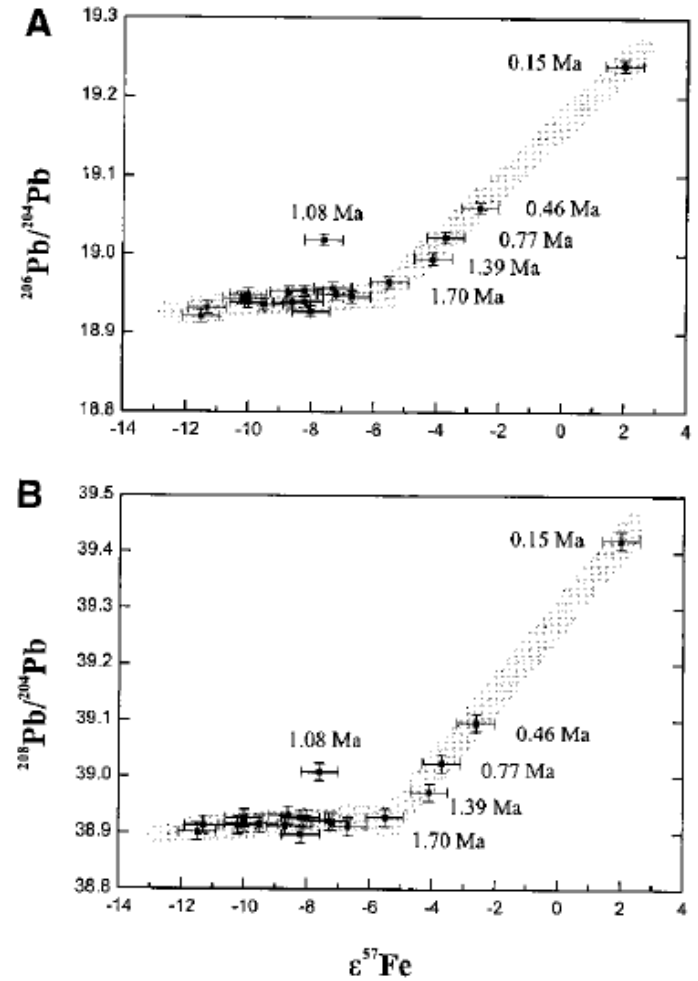 A
19.3
19.2
19.1
19.0
18.9
18.8
²⁰⁶Pb/²⁰⁴Pb
0.15 Ma
0.46 Ma
1.08 Ma
0.77 Ma
1.39 Ma
1.70 Ma
-14 -12 -10 -8 -6 -4 -2 0 2 4
B
39.5
39.4
39.3
39.2
39.1
39.0
38.9
38.8
²⁰⁸Pb/²⁰⁴Pb
0.15 Ma
0.46 Ma
1.08 Ma
0.77 Ma
1.39 Ma
1.70 Ma
-14 -12 -10 -8 -6 -4 -2 0 2 4
ε⁵⁷Fe